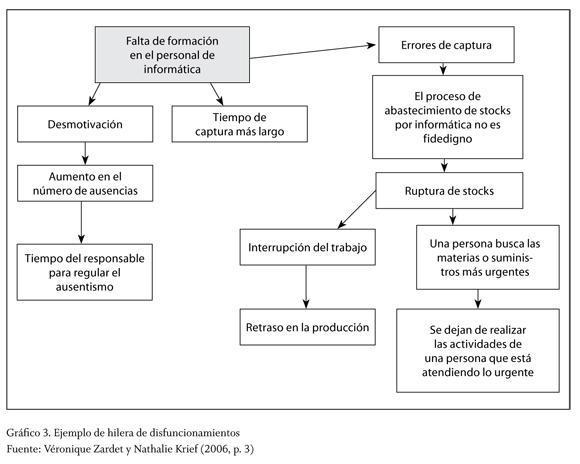 Falta de formación
en el personal de
informática
Errores de captura
Desmotivación
Tiempo de
captura más largo
El proceso de
abastecimiento de stocks
por informática no es
fidedigno
Aumento en el
número de ausencias
Ruptura de stocks
Tiempo del responsable
para regular el
ausentismo
Interrupción del trabajo
Una persona busca las
materias o suminis-
tros más urgentes
Retraso en la producción
Se dejan de realizar
las actividades de
una persona que está
atendiendo lo urgente
Gráfico 3. Ejemplo de hilera de disfuncionamientos
Fuente: Véronique Zardet y Nathalie Krief (2006, p. 3)